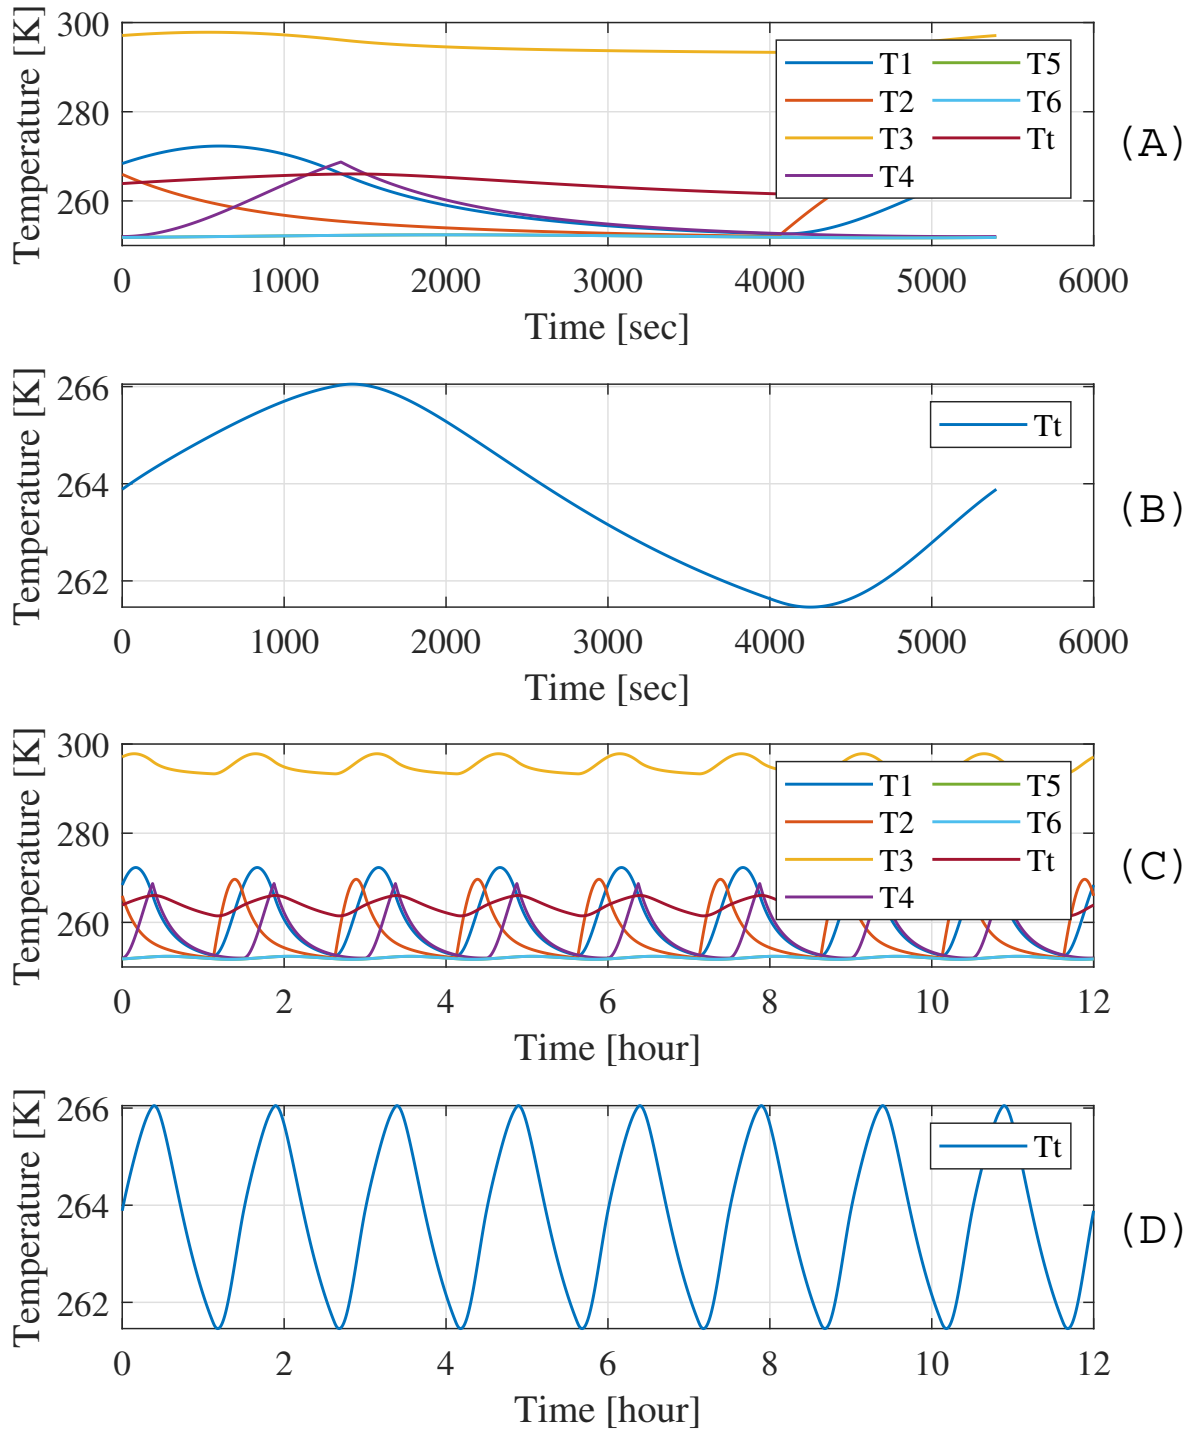 Temperature [K]
300
280
260
T1 T5
T2 T6
T3 Tt
T4
(A)
0 1000 2000 3000 4000 5000 6000
Time [sec]
Temperature [K]
266
264
262
Tt
(B)
0 1000 2000 3000 4000 5000 6000
Time [sec]
Temperature [K]
300
280
260
T1 T5
T2 T6
T3 Tt
T4
(C)
0 2 4 6 8 10 12
Time [hour]
Temperature [K]
266
264
262
Tt
(D)
0 2 4 6 8 10 12
Time [hour]